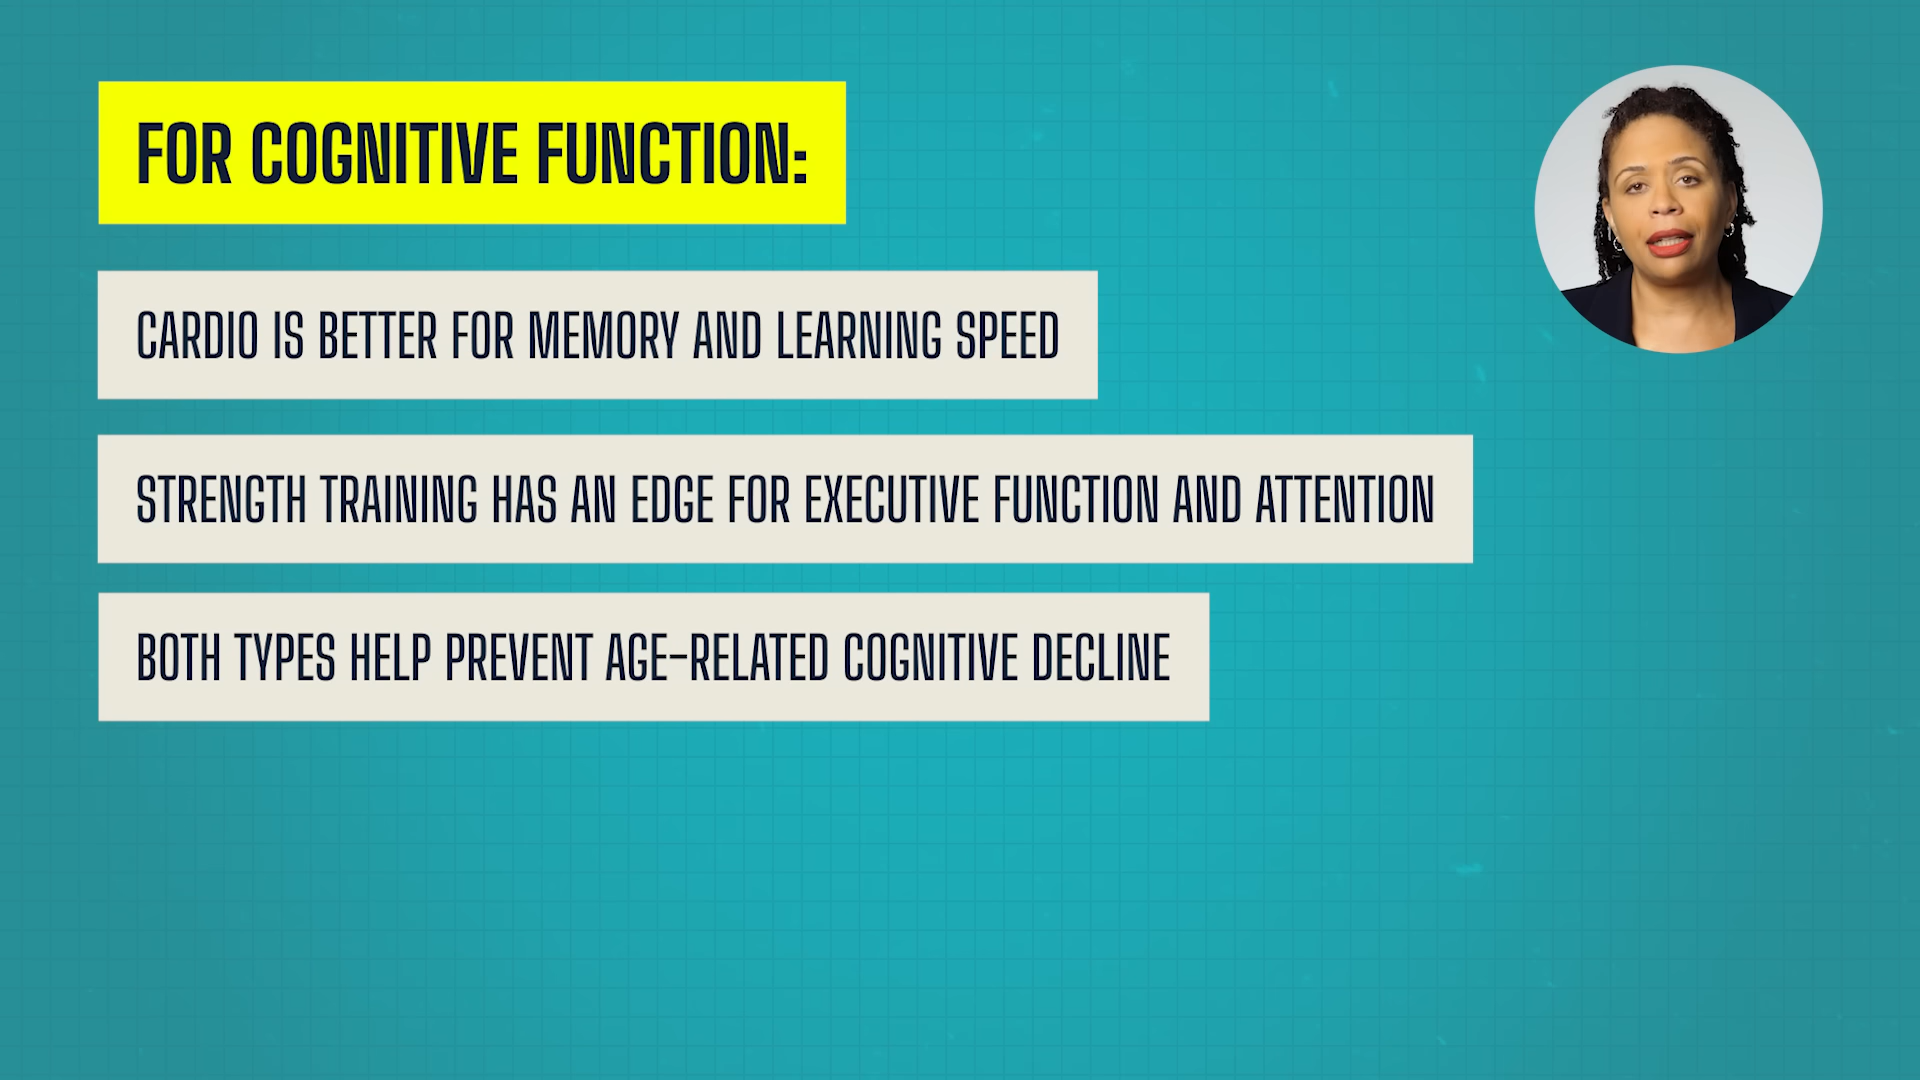 FOR COGNITIVE FUNCTION:
CARDIO IS BETTER FOR MEMORY AND LEARNING SPEED
STRENGTH TRAINING HAS AN EDGE FOR EXECUTIVE FUNCTION AND ATTENTION
BOTH TYPES HELP PREVENT AGE-RELATED COGNITIVE DECLINE